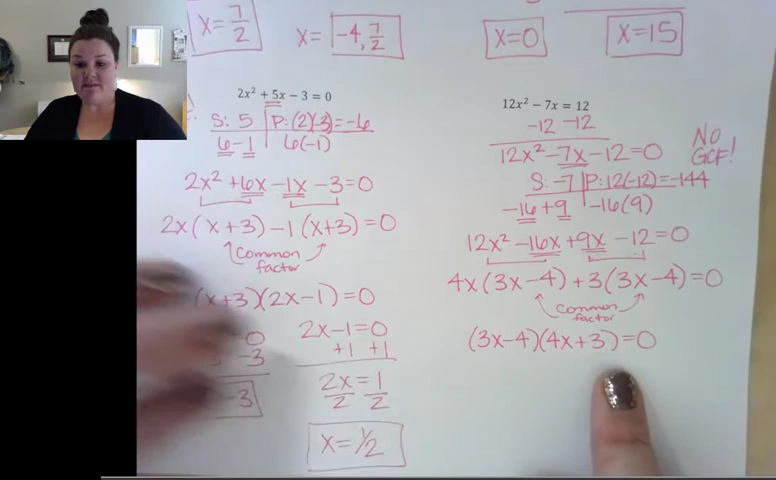 x = 7/2
x = -4, 7/2
x=0
x=15
2x² + 5x − 3 = 0
S: 5 P: (2)(-3) = -6
6 -1 6(-1)
2x² +6x -1x -3=0
2x(x+3) -1(x+3)=0
Common
factor
(x+3)(2x-1)=0
-0
-3
-3
2x-1=0
+1 +1
2x = 1
2 2
x=1/2
12x² − 7x = 12
-12 -12
12x²-7x-12=0
NO
GCF!
S: -7 P: 12(-12)=-144
-16 +9 -16(9)
12x² -16x +9x -12=0
4x(3x-4)+3(3x-4)=0
Common
factor
(3x-4)(4x+3)=0